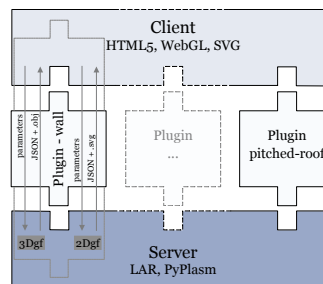 Client
HTML5, WebGL, SVG
parameters
JSON + .obj
Plugin - wall
parameters
JSON + .svg
Plugin
...
Plugin
pitched-roof
3Dgf
2Dgf
Server
LAR, PyPlasm